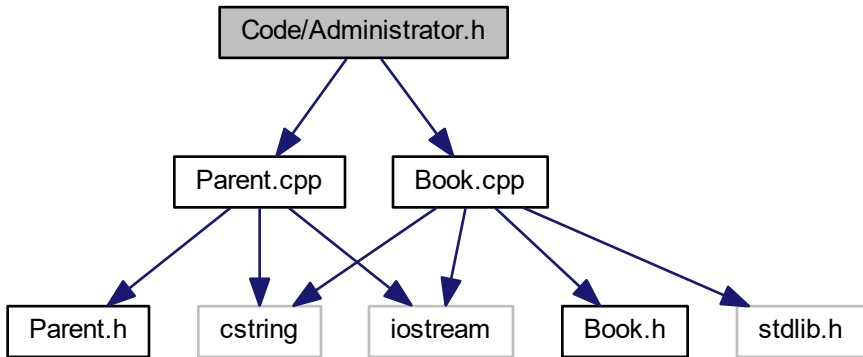 Code/Administrator.h
Parent.cpp
Book.cpp
Parent.h
cstring
iostream
Book.h
stdlib.h